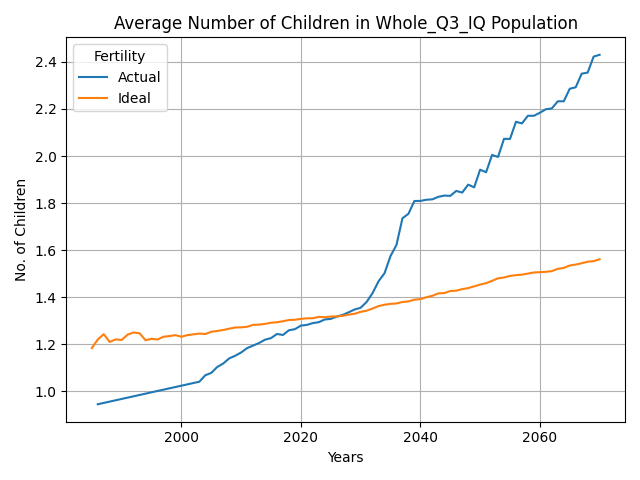 Average Number of Children in Whole_Q3_IQ Population
Fertility
Actual
Ideal
No. of Children
2.4
2.2
2.0
1.8
1.6
1.4
1.2
1.0
2000
2020
2040
2060
Years